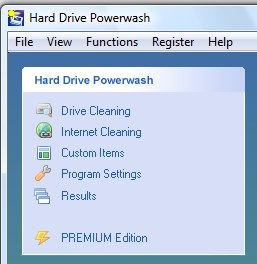 Hard Drive Powerwash
File View Functions Register Help
Hard Drive Powerwash
Drive Cleaning
Internet Cleaning
Custom Items
Program Settings
Results
PREMIUM Edition